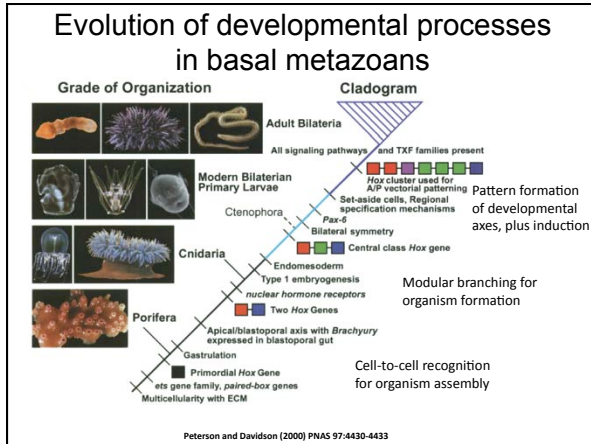 Evolution of developmental processes
in basal metazoans
Grade of Organization
Cladogram
Adult Bilateria
All signaling pathways and TXF families present
Hox cluster used for
A/P vectorial patterning
Modern Bilaterian
Primary Larvae
Set-aside cells, Regional
specification mechanisms
Pattern formation
of developmental
axes, plus induction
Ctenophora
Pax-6
Bilateral symmetry
Central class Hox gene
Cnidaria
Endomesoderm
Type 1 embryogenesis
nuclear hormone receptors
Two Hox Genes
Modular branching for
organism formation
Porifera
Apical/blastoporal axis with Brachyury
expressed in blastoporal gut
Gastrulation
Primordial Hox Gene
ets gene family, paired-box genes
Multicellularity with ECM
Cell-to-cell recognition
for organism assembly
Peterson and Davidson (2000) PNAS 97:4430-4433